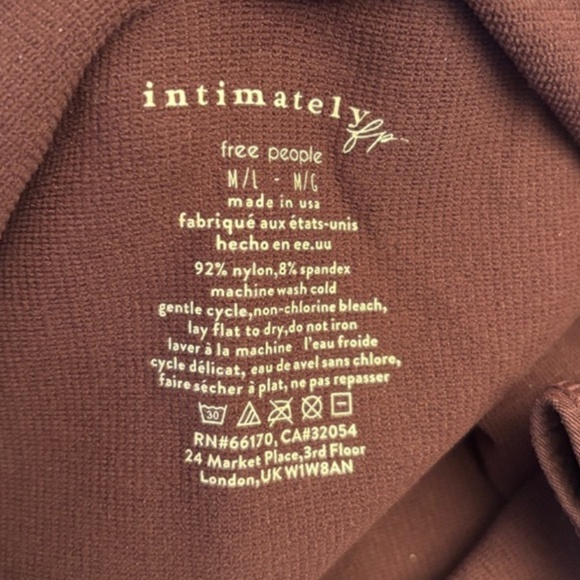 intimately fp
free people
M/L - M/G
made in usa
fabriqué aux états-unis
hecho en ee.uu
92% nylon,8% spandex
machine wash cold
gentle cycle,non-chlorine bleach,
lay flat to dry,do not iron
laver à la machine l'eau froide
cycle délicat, eau de avel sans chlore,
faire sécher à plat, ne pas repasser
30
RN#66170, CA#32054
24 Market Place,3rd Floor
London,UK W1W8AN